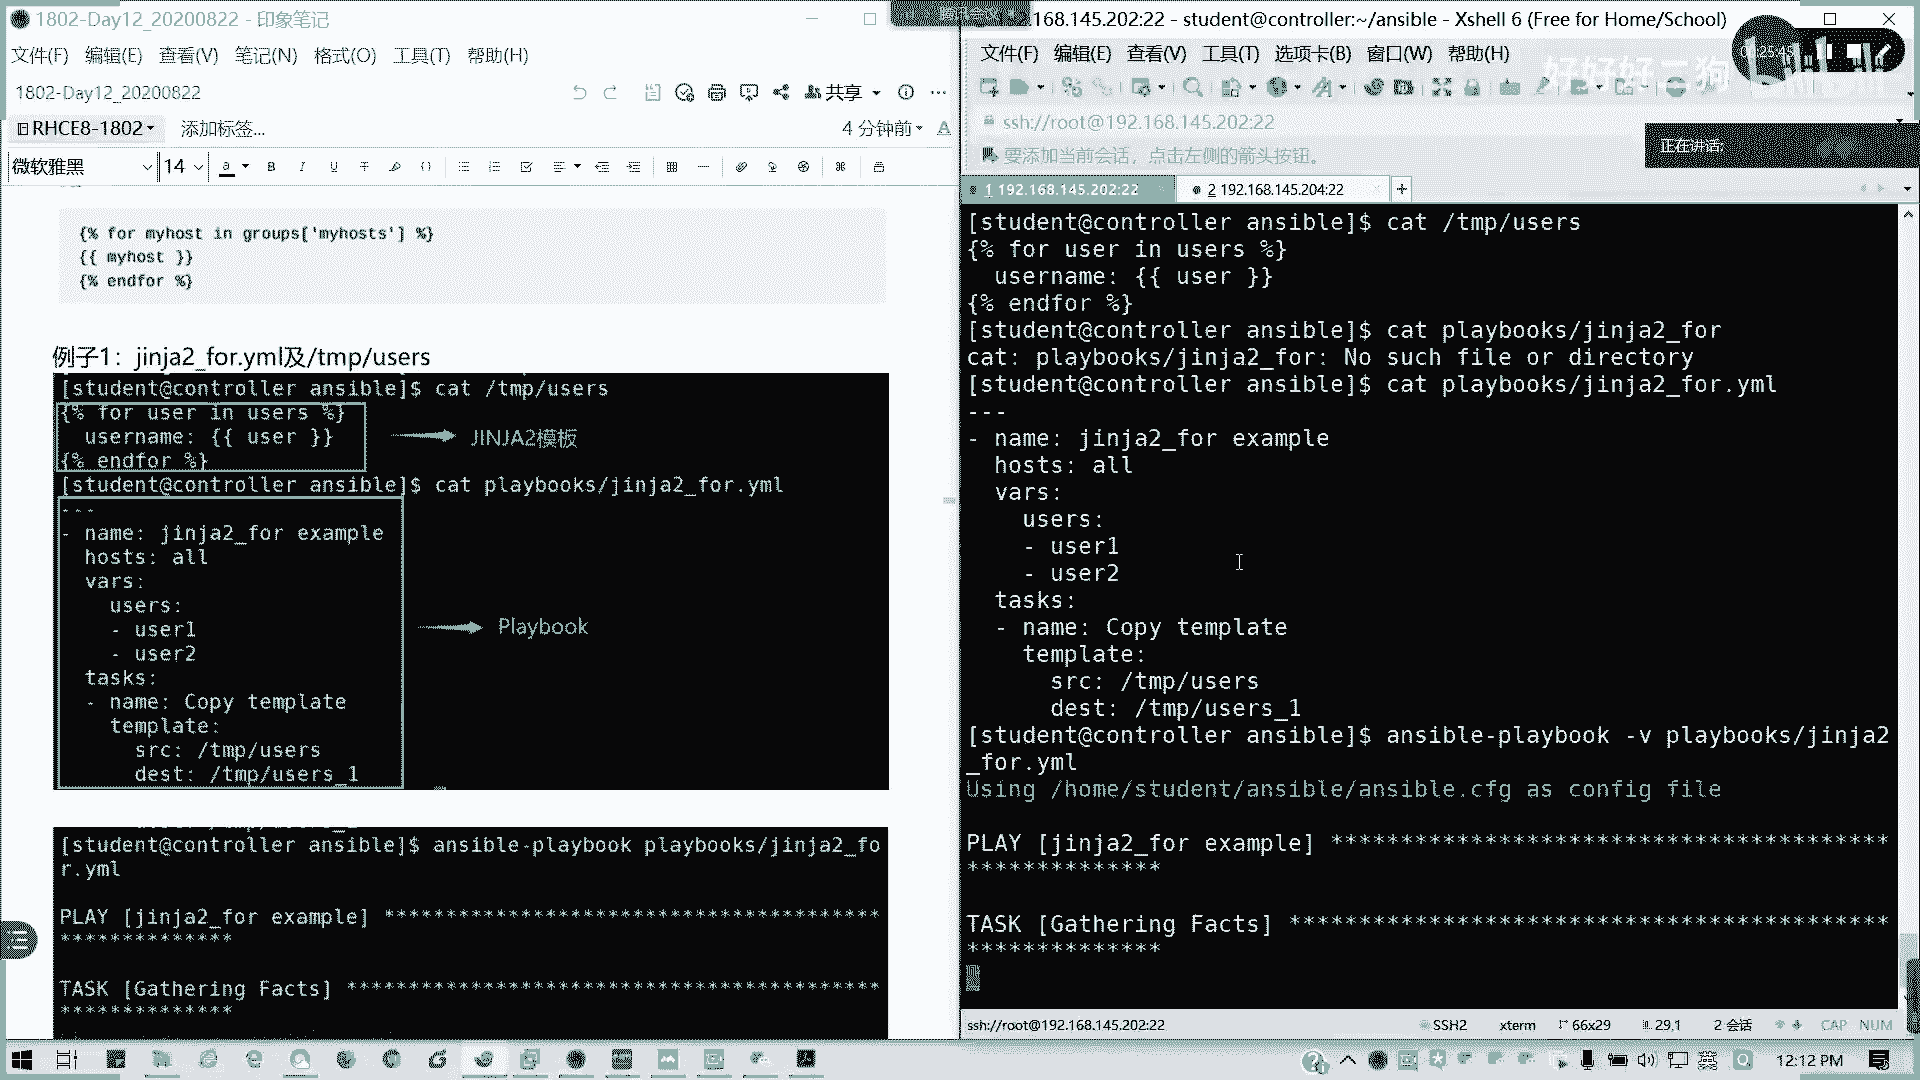 1802-Day12_20200822 - 印象笔记
文件(F) 编辑(E) 查看(V) 笔记(N) 格式(O) 工具(T) 帮助(H)
1802-Day12_20200822
共享
RHCE8-1802
添加标签...
4 分钟前
微软雅黑
14
{% for myhost in groups['myhosts'] %}
{{ myhost }}
{% endfor %}
例子1：jinja2_for.yml及/tmp/users
[student@controller ansible]$ cat /tmp/users
{% for user in users %}
username: {{ user }}
{% endfor %}
JINJA2模板
[student@controller ansible]$ cat playbooks/jinja2_for.yml
---
- name: jinja2_for example
hosts: all
vars:
users:
- user1
- user2
tasks:
- name: Copy template
template:
src: /tmp/users
dest: /tmp/users_1
Playbook
[student@controller ansible]$ ansible-playbook playbooks/jinja2_fo
r.yml
PLAY [jinja2_for example] ****************************************
**************
TASK [Gathering Facts] *******************************************
**************
.168.145.202:22 - student@controller:~/ansible - Xshell 6 (Free for Home/School)
文件(F) 编辑(E) 查看(V) 工具(T) 选项卡(B) 窗口(W) 帮助(H)
好好好二狗
ssh://root@192.168.145.202:22
正在讲话:
要添加当前会话，点击左侧的箭头按钮。
1 192.168.145.202:22
2 192.168.145.204:22
[student@controller ansible]$ cat /tmp/users
{% for user in users %}
username: {{ user }}
{% endfor %}
[student@controller ansible]$ cat playbooks/jinja2_for
cat: playbooks/jinja2_for: No such file or directory
[student@controller ansible]$ cat playbooks/jinja2_for.yml
---
- name: jinja2_for example
hosts: all
vars:
users:
- user1
- user2
tasks:
- name: Copy template
template:
src: /tmp/users
dest: /tmp/users_1
[student@controller ansible]$ ansible-playbook -v playbooks/jinja2
_for.yml
Using /home/student/ansible/ansible.cfg as config file
PLAY [jinja2_for example] ****************************************
**************
TASK [Gathering Facts] *******************************************
**************
ssh://root@192.168.145.202:22
SSH2
xterm
66x29
29,1
2 会话
CAP NUM
12:12 PM